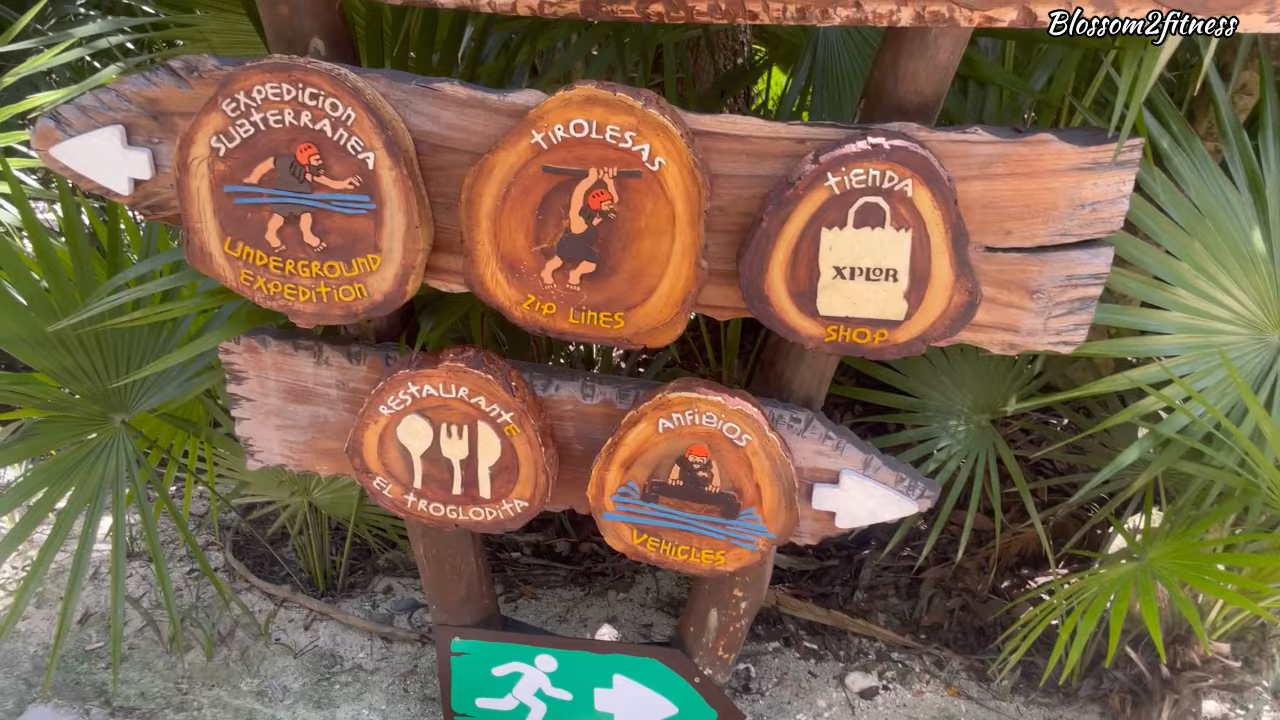 Blossom2fitness
EXPEDICION
SUBTERRANEA
UNDERGROUND
EXPEDITION
TIROLESAS
ZIP LINES
TIENDA
XPLOR
SHOP
RESTAURANTE
EL TROGLODITA
ANFIBIOS
VEHICLES